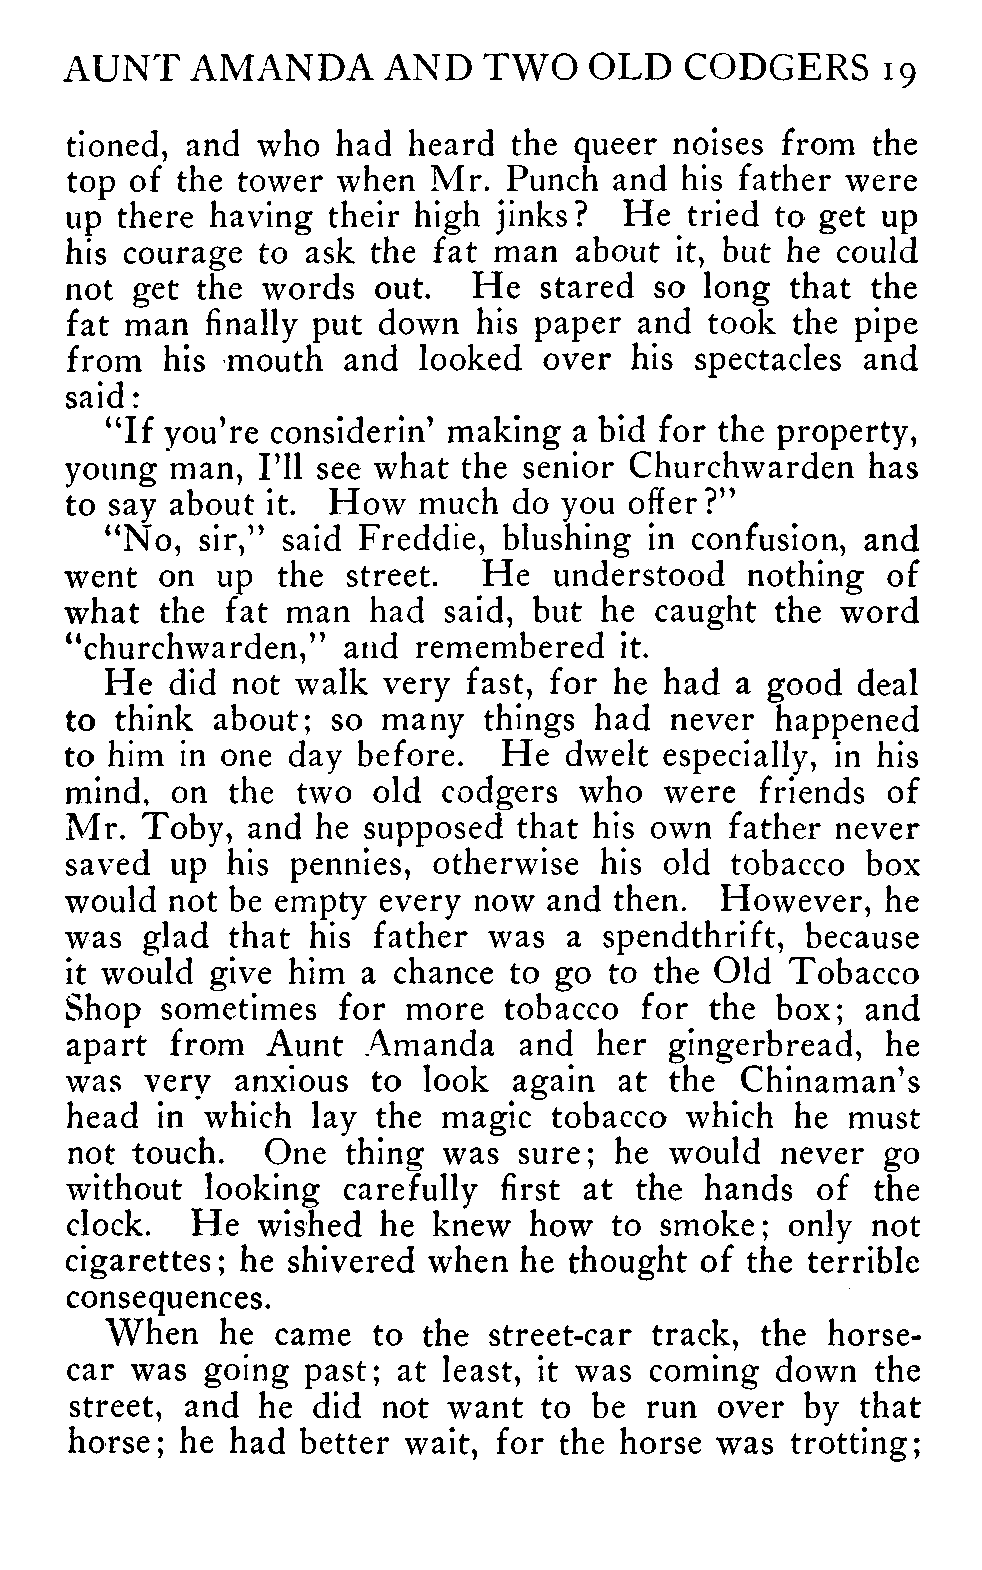 AUNT AMANDA AND TWO OLD CODGERS 19
tioned, and who had heard the queer noises from the
top of the tower when Mr. Punch and his father were
up there having their high jinks? He tried to get up
his courage to ask the fat man about it, but he could
not get the words out. He stared so long that the
fat man finally put down his paper and took the pipe
from his mouth and looked over his spectacles and
said:
"If you're considerin' making a bid for the property,
young man, I'll see what the senior Churchwarden has
to say about it. How much do you offer?"
"No, sir," said Freddie, blushing in confusion, and
went on up the street. He understood nothing of
what the fat man had said, but he caught the word
"churchwarden," and remembered it.
He did not walk very fast, for he had a good deal
to think about; so many things had never happened
to him in one day before. He dwelt especially, in his
mind, on the two old codgers who were friends of
Mr. Toby, and he supposed that his own father never
saved up his pennies, otherwise his old tobacco box
would not be empty every now and then. However, he
was glad that his father was a spendthrift, because
it would give him a chance to go to the Old Tobacco
Shop sometimes for more tobacco for the box; and
apart from Aunt Amanda and her gingerbread, he
was very anxious to look again at the Chinaman's
head in which lay the magic tobacco which he must
not touch. One thing was sure; he would never go
without looking carefully first at the hands of the
clock. He wished he knew how to smoke; only not
cigarettes; he shivered when he thought of the terrible
consequences.
When he came to the street-car track, the horse-
car was going past; at least, it was coming down the
street, and he did not want to be run over by that
horse; he had better wait, for the horse was trotting;